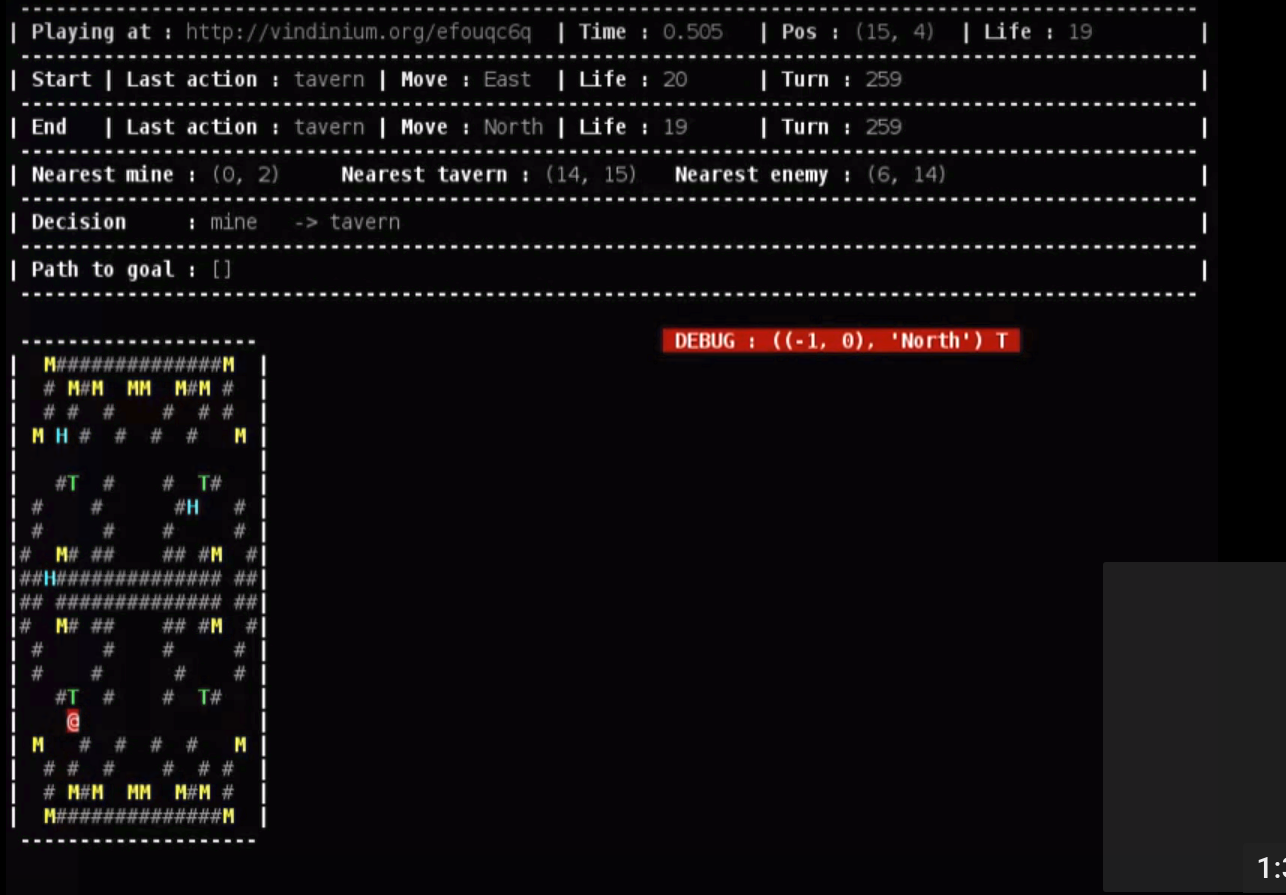 --------------------
| Playing at : http://vindinium.org/efouqc6q | Time : 0.505 | Pos : (15, 4) | Life : 19 |
| Start | Last action : tavern | Move : East | Life : 20 | Turn : 259 |
| End | Last action : tavern | Move : North | Life : 19 | Turn : 259 |
| Nearest mine : (0, 2) Nearest tavern : (14, 15) Nearest enemy : (6, 14) |
| Decision : mine -> tavern
| Path to goal : [] |
DEBUG : ((-1, 0), 'North') T
--------------------
|  M##############M  |
|  # M#M  MM  M#M #  |
|  # #  #    #  # #  |
| M H #  #  #  #   M |
|                    |
|   #T  #    #  T#   |
| #    #      #H   # |
| #     #    #     # |
|#  M# ##    ## #M  #|
|##H############## ##|
|## ############## ##|
|#  M# ##    ## #M  #|
| #     #    #     # |
| #    #      #    # |
|   #T  #    #  T#   |
|    @               |
| M   #  #  #  #   M |
|  # #  #    #  # #  |
|  # M#M  MM  M#M #  |
|  M##############M  |
--------------------